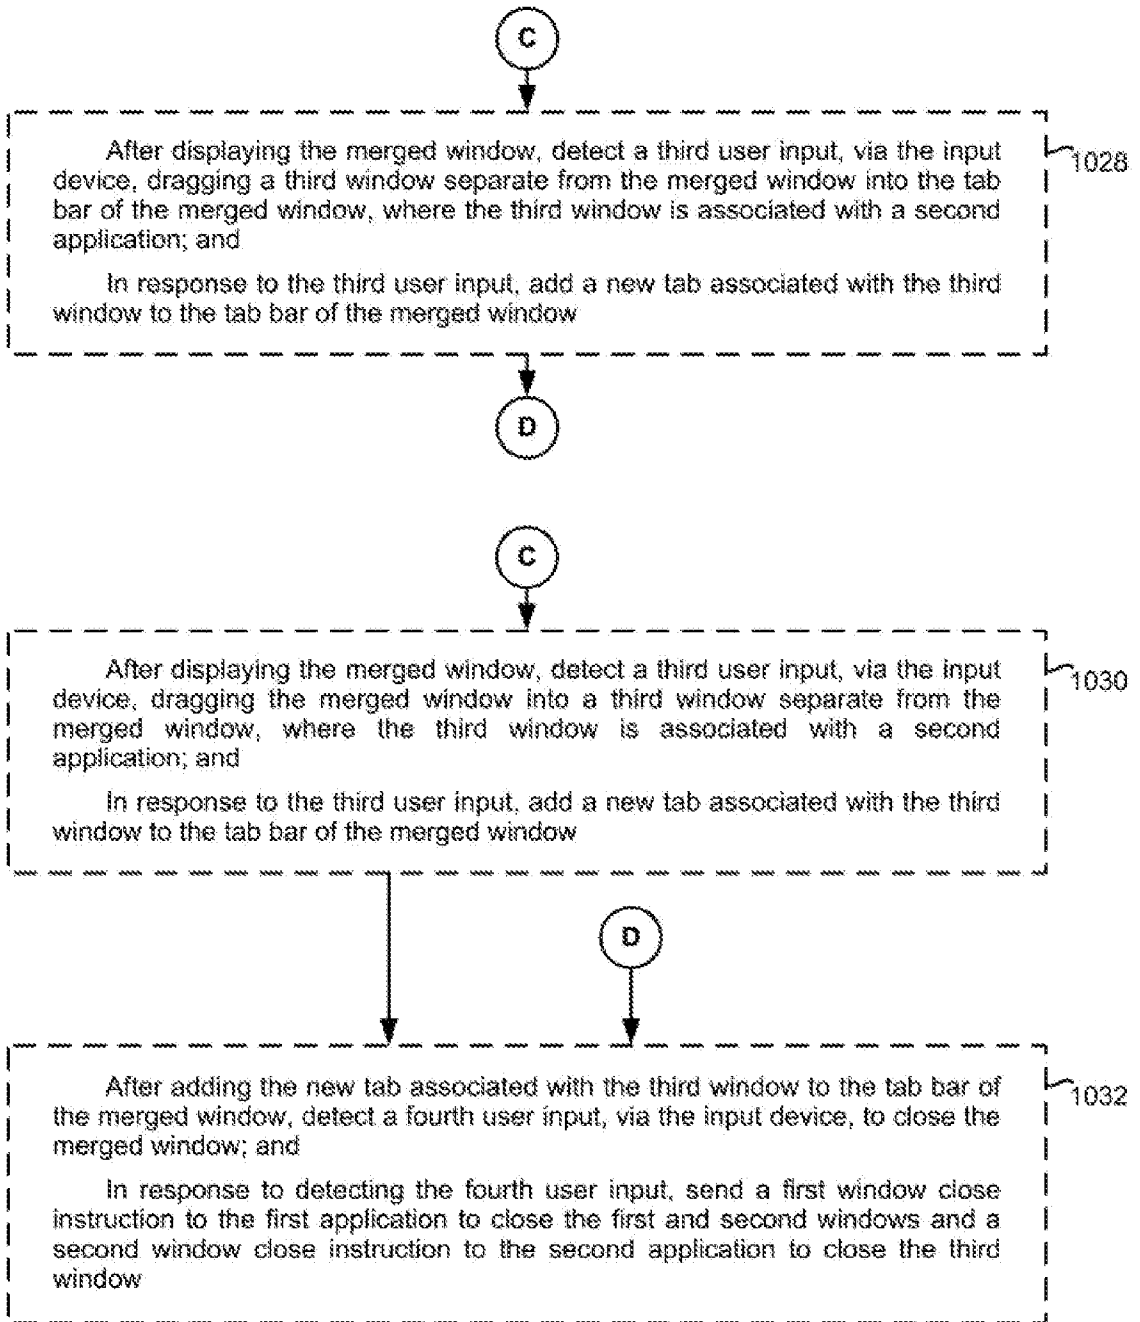 C
After displaying the merged window, detect a third user input, via the input
device, dragging a third window separate from the merged window into the tab
bar of the merged window, where the third window is associated with a second
application; and
In response to the third user input, add a new tab associated with the third
window to the tab bar of the merged window
1028
D
C
After displaying the merged window, detect a third user input, via the input
device, dragging the merged window into a third window separate from the
merged window, where the third window is associated with a second
application; and
In response to the third user input, add a new tab associated with the third
window to the tab bar of the merged window
1030
D
After adding the new tab associated with the third window to the tab bar of
the merged window, detect a fourth user input, via the input device, to close the
merged window; and
In response to detecting the fourth user input, send a first window close
instruction to the first application to close the first and second windows and a
second window close instruction to the second application to close the third
window
1032